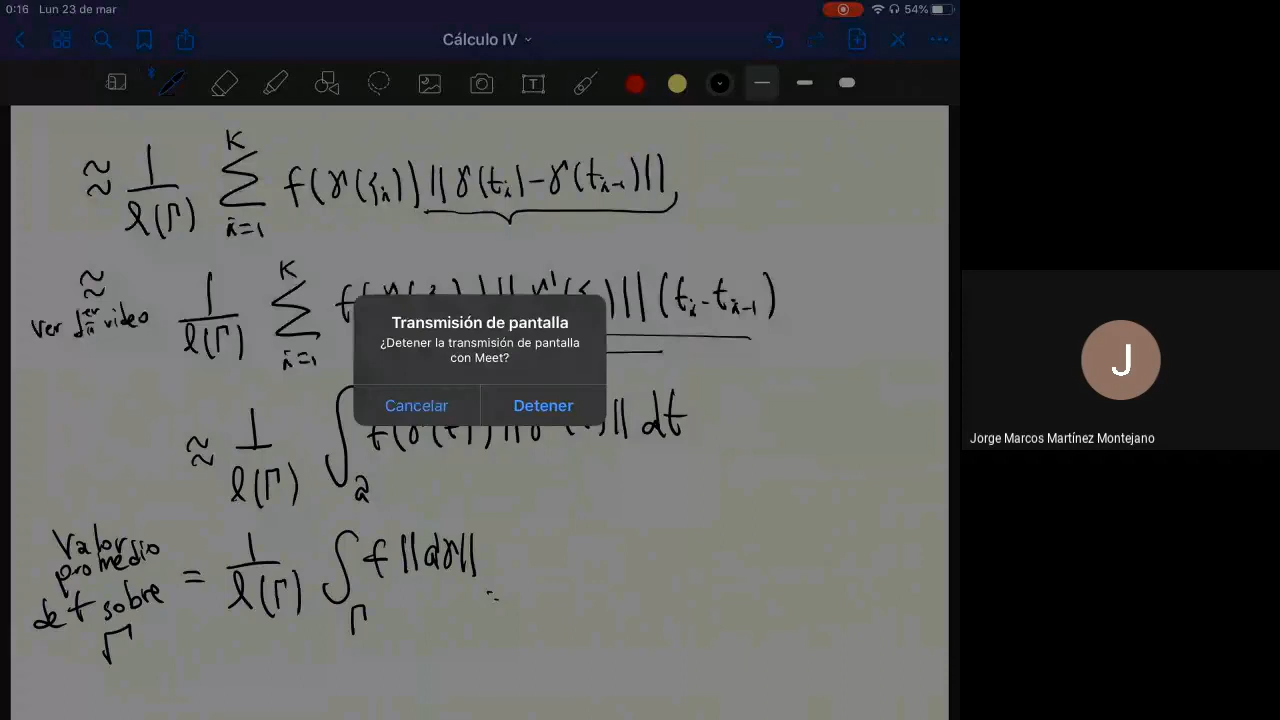 0:16 Lun 23 de mar 54%
Cálculo IV
≈ 1/l(Γ) Σ_{i=1}^{K} f(γ(ξ_i)) ||γ(t_i) - γ(t_{i-1})||
≈ 1/l(Γ) Σ_{i=1}^{K} || (t_i - t_{i-1})
ver 1er video
Transmisión de pantalla
¿Detener la transmisión de pantalla
con Meet?
Cancelar Detener
≈ 1/l(Γ) ∫_a || dt
Valor
promedio
de f sobre
Γ
= 1/l(Γ) ∫_Γ f ||dγ||
J
Jorge Marcos Martínez Montejano